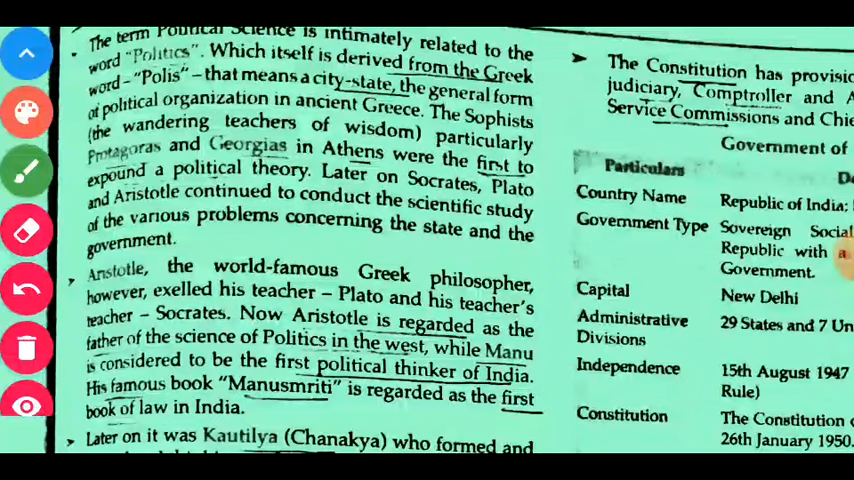 The term Political Science is intimately related to the
word "Politics". Which itself is derived from the Greek
word – "Polis" – that means a city-state, the general form
of political organization in ancient Greece. The Sophists
(the wandering teachers of wisdom) particularly
Protagoras and Georgias in Athens were the first to
expound a political theory. Later on Socrates, Plato
and Aristotle continued to conduct the scientific study
of the various problems concerning the state and the
government.
Aristotle, the world-famous Greek philosopher,
however, exelled his teacher – Plato and his teacher's
teacher – Socrates. Now Aristotle is regarded as the
father of the science of Politics in the west, while Manu
is considered to be the first political thinker of India.
His famous book "Manusmriti" is regarded as the first
book of law in India.
Later on it was Kautilya (Chanakya) who formed and
The Constitution has provisio
judiciary, Comptroller and A
Service Commissions and Chie
Government of
Particulars
Country Name Republic of India;
Government Type Sovereign Social
Republic with a
Government.
Capital New Delhi
Administrative 29 States and 7 Un
Divisions
Independence 15th August 1947
Rule)
Constitution The Constitution
26th January 1950.